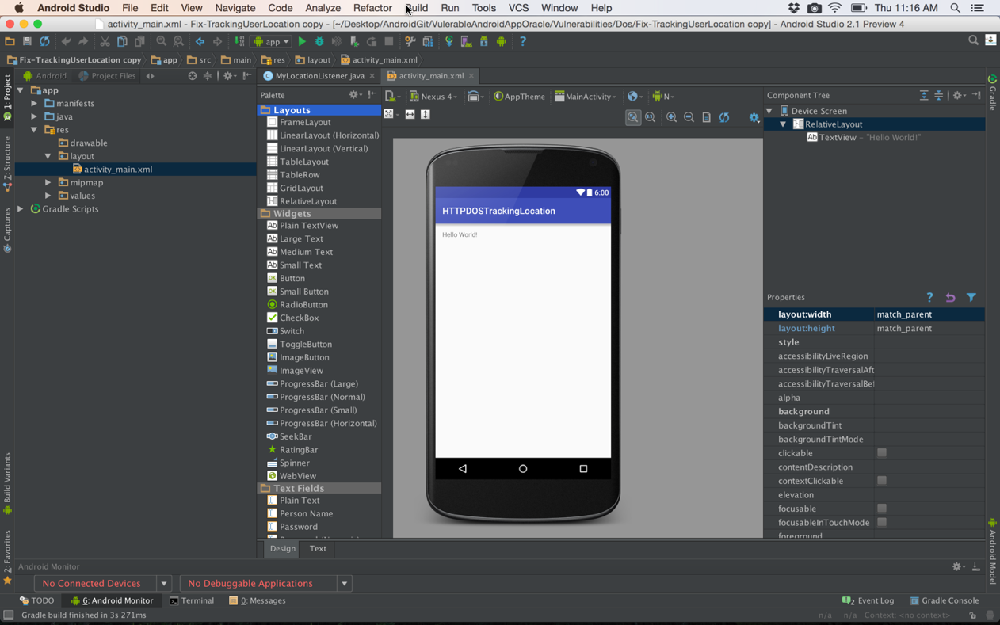 Android Studio File Edit View Navigate Code Analyze Refactor Build Run Tools VCS Window Help Thu 11:16 AM
activity_main.xml - Fix-TrackingUserLocation copy - [~/Desktop/AndroidGit/VulerableAndroidAppOracle/Vulnerabilities/Dos/Fix-TrackingUserLocation copy] - Android Studio 2.1 Preview 4
app
Fix-TrackingUserLocation copy app src main res layout activity_main.xml
Android Project Files
MyLocationListener.java activity_main.xml
1: Project
Z: Structure
Captures
Build Variants
2: Favorites
app
manifests
java
res
drawable
layout
activity_main.xml
mipmap
values
Gradle Scripts
Palette
Layouts
FrameLayout
LinearLayout (Horizontal)
LinearLayout (Vertical)
TableLayout
TableRow
GridLayout
RelativeLayout
Widgets
Plain TextView
Large Text
Medium Text
Small Text
Button
Small Button
RadioButton
CheckBox
Switch
ToggleButton
ImageButton
ImageView
ProgressBar (Large)
ProgressBar (Normal)
ProgressBar (Small)
ProgressBar (Horizontal)
SeekBar
RatingBar
Spinner
WebView
Text Fields
Plain Text
Person Name
Password
Nexus 4 AppTheme MainActivity N
6:00
HTTPDOSTrackingLocation
Hello World!
Design Text
Component Tree
Device Screen
RelativeLayout
TextView - "Hello World!"
Properties
layout:width match_parent
layout:height match_parent
style
accessibilityLiveRegion
accessibilityTraversalAft
accessibilityTraversalBef
alpha
background
backgroundTint
backgroundTintMode
clickable
contentDescription
contextClickable
elevation
focusable
focusableInTouchMode
foreground
Gradle
Android Model
Android Monitor
No Connected Devices No Debuggable Applications
TODO 6: Android Monitor Terminal 0: Messages 2 Event Log Gradle Console
Gradle build finished in 3s 271ms n/a n/a Context: <no context>